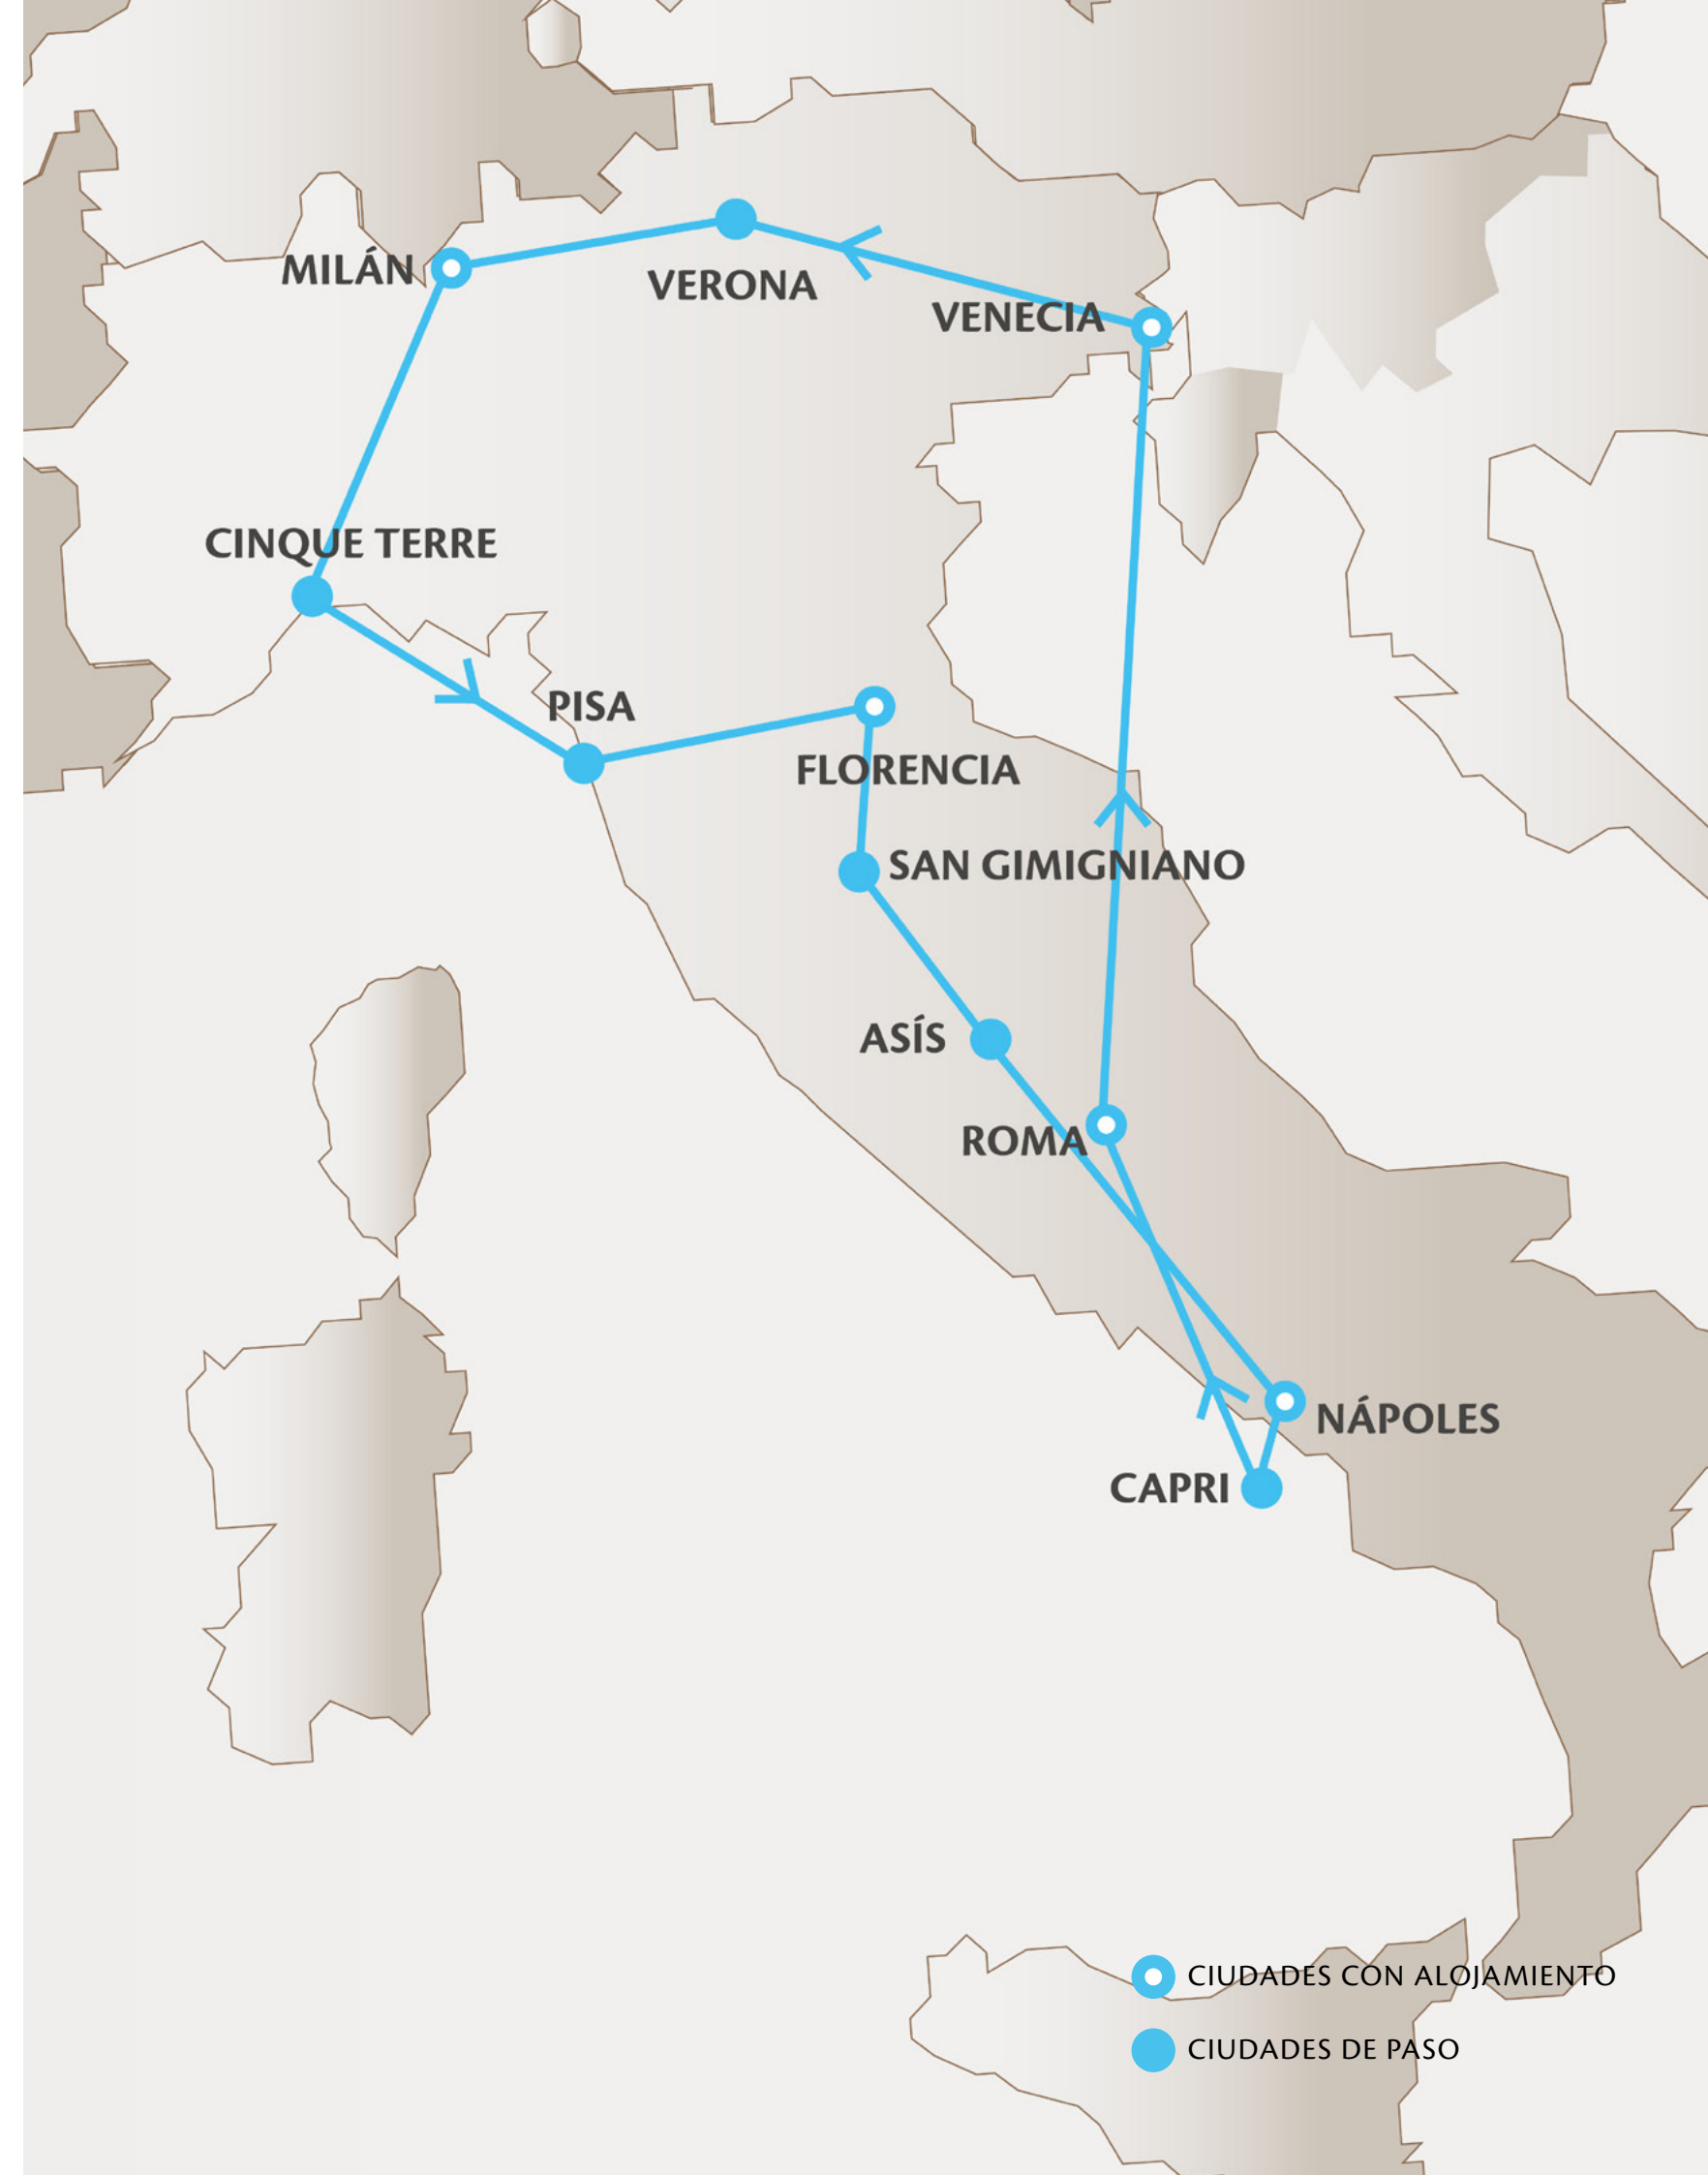 MILÁN
VERONA
VENECIA
CINQUE TERRE
PISA
FLORENCIA
SAN GIMIGNIANO
ASÍS
ROMA
NÁPOLES
CAPRI
CIUDADES CON ALOJAMIENTO
CIUDADES DE PASO